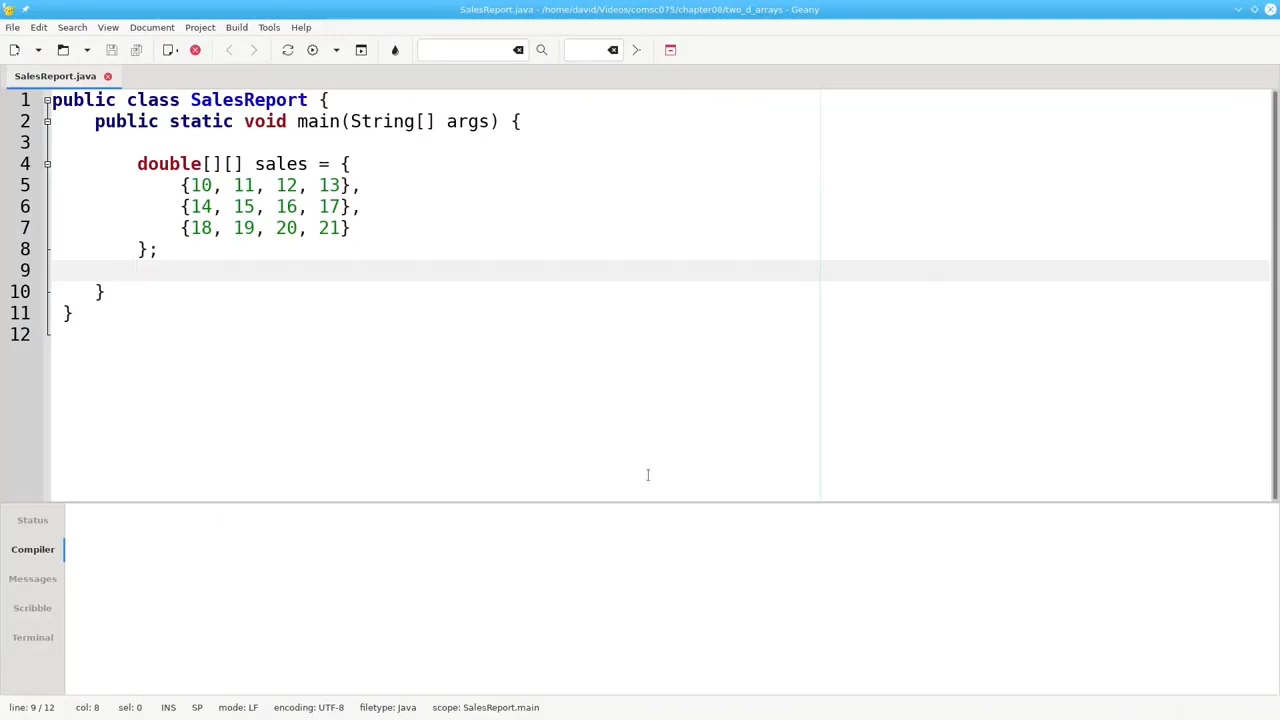 SalesReport.java - /home/david/Videos/comsc075/chapter08/two_d_arrays - Geany
File Edit Search View Document Project Build Tools Help
SalesReport.java
1 public class SalesReport {
2     public static void main(String[] args) {
3
4         double[][] sales = {
5             {10, 11, 12, 13},
6             {14, 15, 16, 17},
7             {18, 19, 20, 21}
8         };
9
10     }
11 }
12
Status
Compiler
Messages
Scribble
Terminal
line: 9 / 12 col: 8 sel: 0 INS SP mode: LF encoding: UTF-8 filetype: Java scope: SalesReport.main